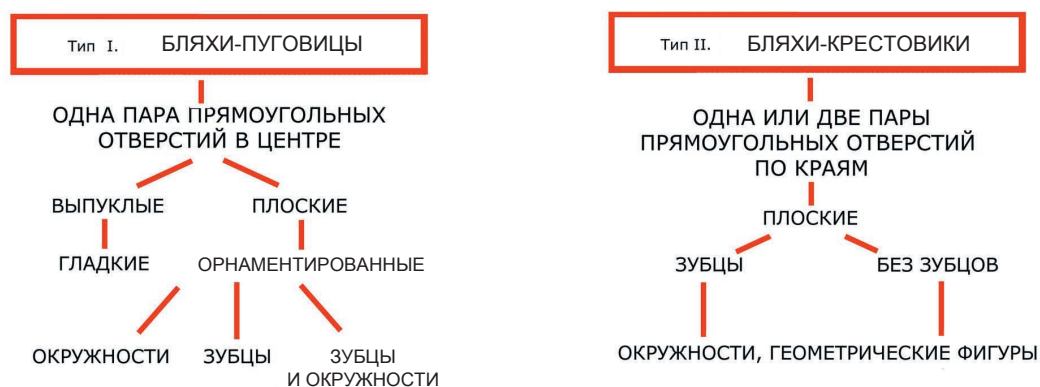 Тип I. БЛЯХИ-ПУГОВИЦЫ
ОДНА ПАРА ПРЯМОУГОЛЬНЫХ
ОТВЕРСТИЙ В ЦЕНТРЕ
ВЫПУКЛЫЕ
ПЛОСКИЕ
ГЛАДКИЕ
ОРНАМЕНТИРОВАННЫЕ
ОКРУЖНОСТИ
ЗУБЦЫ
ЗУБЦЫ
И ОКРУЖНОСТИ
Тип II. БЛЯХИ-КРЕСТОВИКИ
ОДНА ИЛИ ДВЕ ПАРЫ
ПРЯМОУГОЛЬНЫХ ОТВЕРСТИЙ
ПО КРАЯМ
ПЛОСКИЕ
ЗУБЦЫ
БЕЗ ЗУБЦОВ
ОКРУЖНОСТИ, ГЕОМЕТРИЧЕСКИЕ ФИГУРЫ